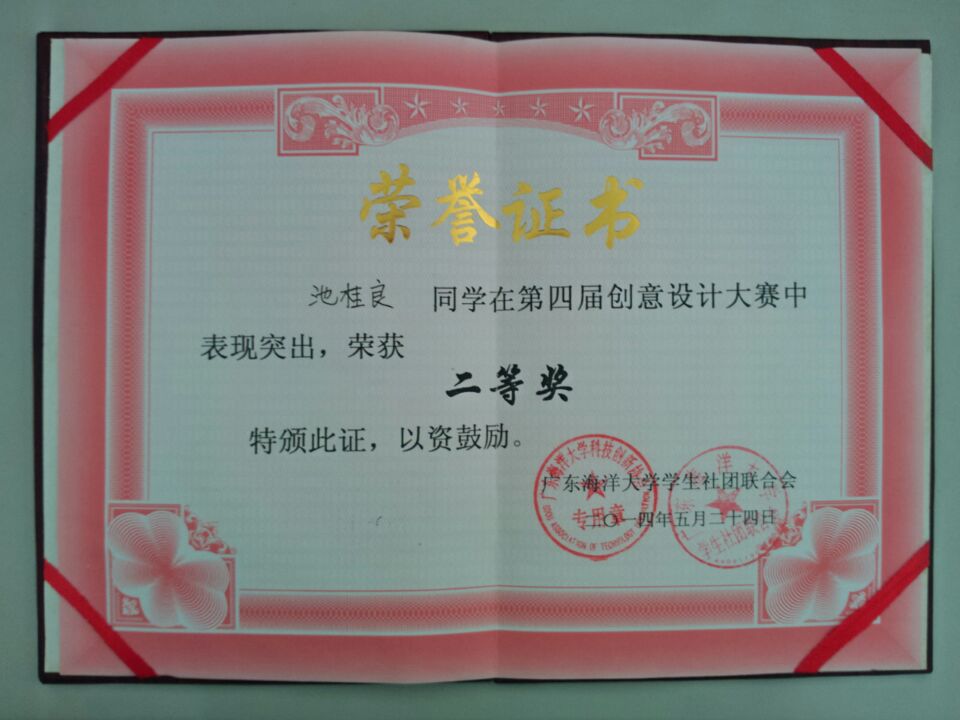 荣誉证书
池桂良 同学在第四届创意设计大赛中
表现突出，荣获
二等奖
特颁此证，以资鼓励。
广东海洋大学学生社团联合会
二〇一四年五月二十四日
广东海洋大学科技创新协会
专用章
ASSOCIATION OF TECHNOLOGY
广东海洋大学
学生社团联合会